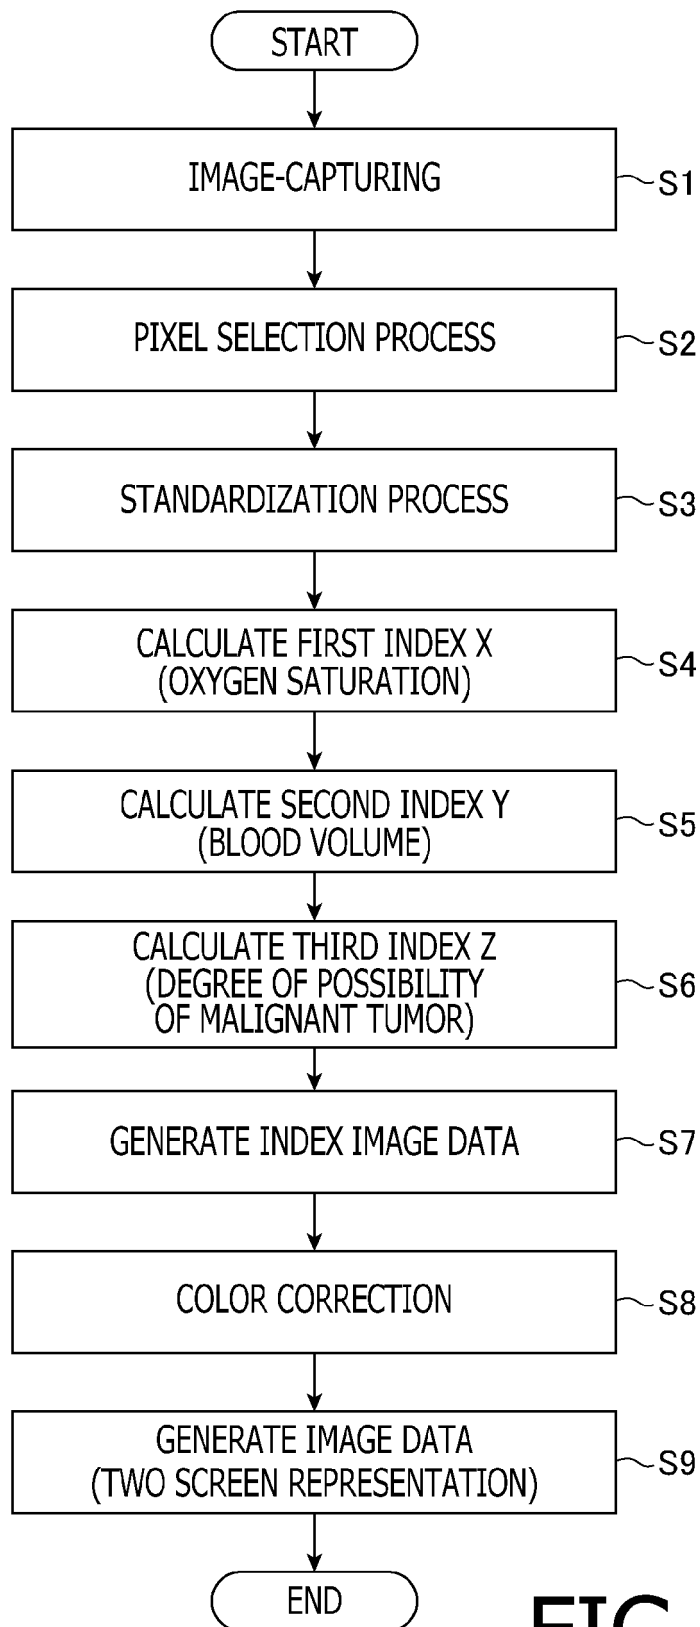 START
IMAGE-CAPTURING
S1
PIXEL SELECTION PROCESS
S2
STANDARDIZATION PROCESS
S3
CALCULATE FIRST INDEX X
(OXYGEN SATURATION)
S4
CALCULATE SECOND INDEX Y
(BLOOD VOLUME)
S5
CALCULATE THIRD INDEX Z
(DEGREE OF POSSIBILITY
OF MALIGNANT TUMOR)
S6
GENERATE INDEX IMAGE DATA
S7
COLOR CORRECTION
S8
GENERATE IMAGE DATA
(TWO SCREEN REPRESENTATION)
S9
END